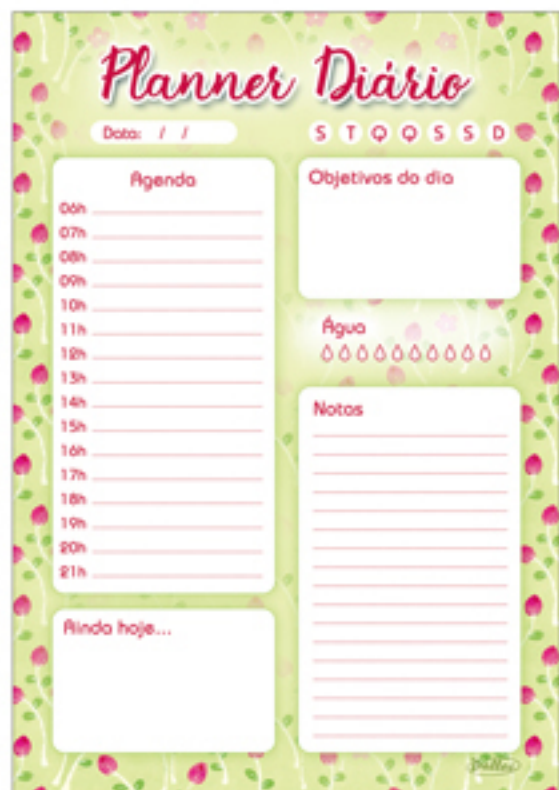 Planner Diário
Data: / /
S T Q Q S S D
Agenda
06h
07h
08h
09h
10h
11h
12h
13h
14h
15h
16h
17h
18h
19h
20h
21h
Ainda hoje...
Objetivos do dia
Água
Notas